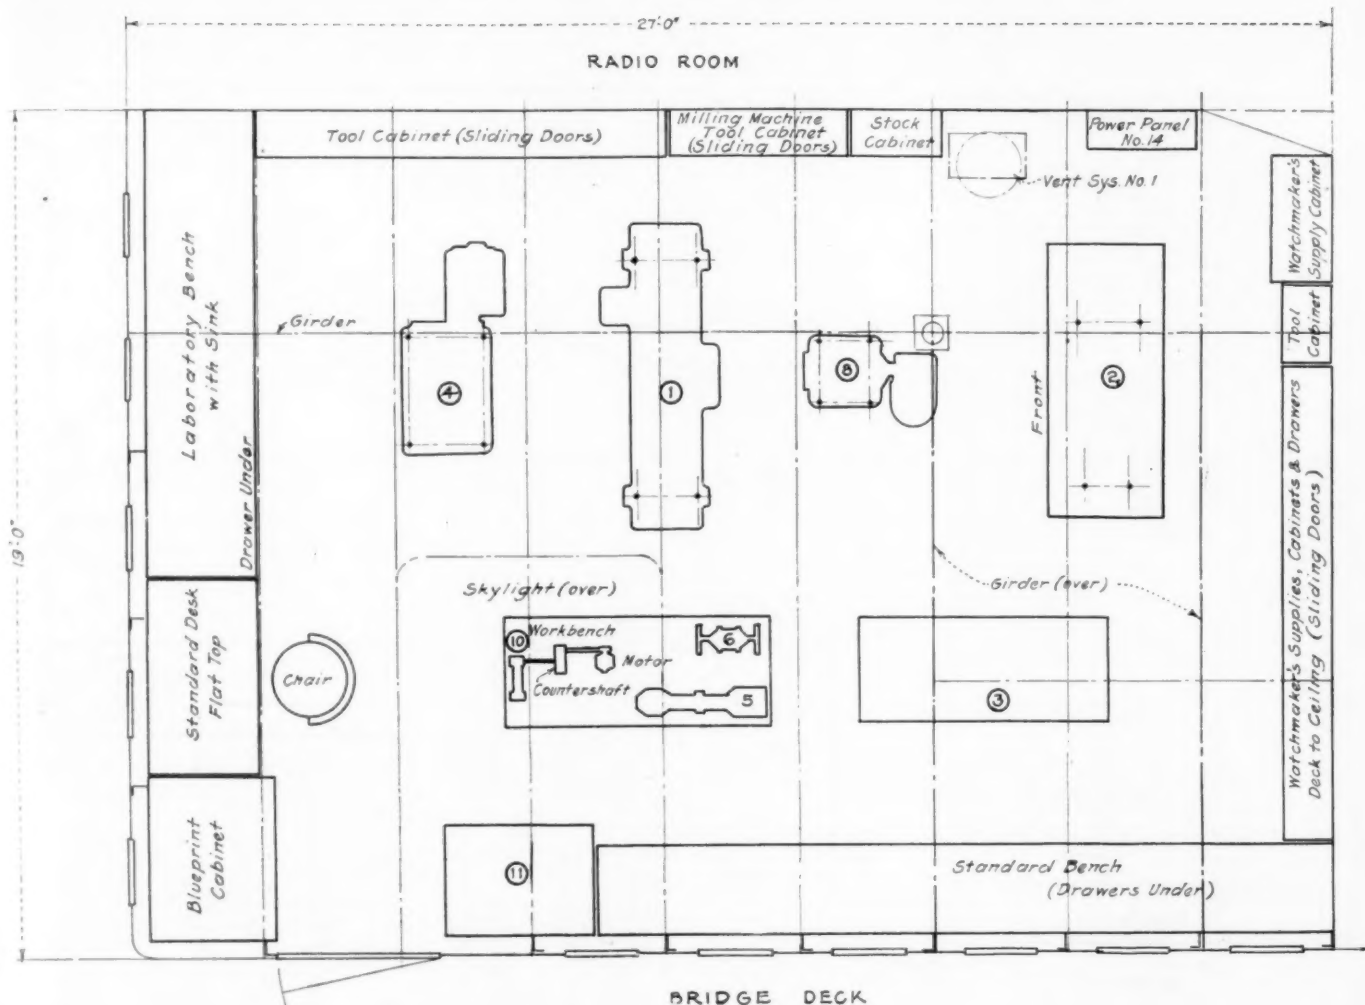 27'-0"
RADIO ROOM
Tool Cabinet (Sliding Doors)
Milling Machine
Tool Cabinet
(Sliding Doors)
Stock
Cabinet
Power Panel
No. 14
Vent Sys. No. 1
Watchmaker's
Supply Cabinet
Tool
Cabinet
Laboratory Bench
with Sink
Drawer Under
Girder
4
1
8
Front
2
19'-0"
Watchmaker's Supplies, Cabinets & Drawers
Deck to Ceiling (Sliding Doors)
Skylight (over)
Girder (over)
Standard Desk
Flat Top
Chair
10
Workbench
Motor
Countershaft
6
5
3
Blueprint
Cabinet
11
Standard Bench
(Drawers Under)
BRIDGE DECK